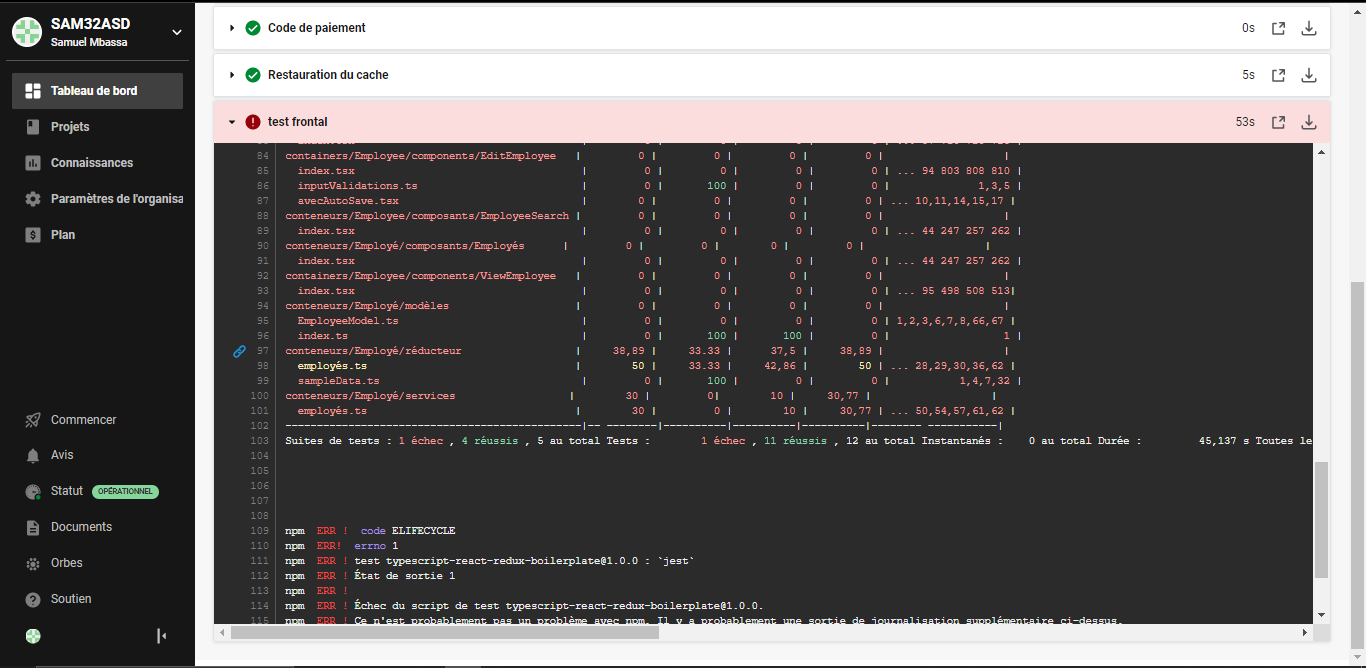 SAM32ASD
Samuel Mbassa
Tableau de bord
Projets
Connaissances
Paramètres de l'organisa
Plan
Commencer
Avis
Statut OPÉRATIONNEL
Documents
Orbes
Soutien
Code de paiement 0s
Restauration du cache 5s
test frontal 53s
84 containers/Employee/components/EditEmployee | 0 | 0 | 0 | 0 | |
85 index.tsx | 0 | 0 | 0 | 0 | ... 94 803 808 810 |
86 inputValidations.ts | 0 | 100 | 0 | 0 | 1,3,5 |
87 avecAutoSave.tsx | 0 | 0 | 0 | 0 | ... 10,11,14,15,17 |
88 conteneurs/Employee/composants/EmployeeSearch | 0 | 0 | 0 | 0 | |
89 index.tsx | 0 | 0 | 0 | 0 | ... 44 247 257 262 |
90 conteneurs/Employé/composants/Employés | 0 | 0 | 0 | 0 | |
91 index.tsx | 0 | 0 | 0 | 0 | ... 44 247 257 262 |
92 containers/Employee/components/ViewEmployee | 0 | 0 | 0 | 0 | |
93 index.tsx | 0 | 0 | 0 | 0 | ... 95 498 508 513|
94 conteneurs/Employé/modèles | 0 | 0 | 0 | 0 | |
95 EmployeeModel.ts | 0 | 0 | 0 | 0 | 1,2,3,6,7,8,66,67 |
96 index.ts | 0 | 100 | 100 | 0 | 1 |
97 conteneurs/Employé/réducteur | 38,89 | 33.33 | 37,5 | 38,89 | |
98 employés.ts | 50 | 33.33 | 42,86 | 50 | ... 28,29,30,36,62 |
99 sampleData.ts | 0 | 100 | 0 | 0 | 1,4,7,32 |
100 conteneurs/Employé/services | 30 | 0| 10 | 30,77 | |
101 employés.ts | 30 | 0 | 10 | 30,77 | ... 50,54,57,61,62 |
102 -----------------------------------------------|-- --------|----------|----------|----------|-------- -----------|
103 Suites de tests : 1 échec , 4 réussis , 5 au total Tests : 1 échec , 11 réussis , 12 au total Instantanés : 0 au total Durée : 45,137 s Toutes le
104
105
106
107
108
109 npm ERR ! code ELIFECYCLE
110 npm ERR! errno 1
111 npm ERR ! test typescript-react-redux-boilerplate@1.0.0 : `jest`
112 npm ERR ! État de sortie 1
113 npm ERR !
114 npm ERR ! Échec du script de test typescript-react-redux-boilerplate@1.0.0.
115 npm ERR ! Ce n'est probablement pas un problème avec npm. Il y a probablement une sortie de journalisation supplémentaire ci-dessus.